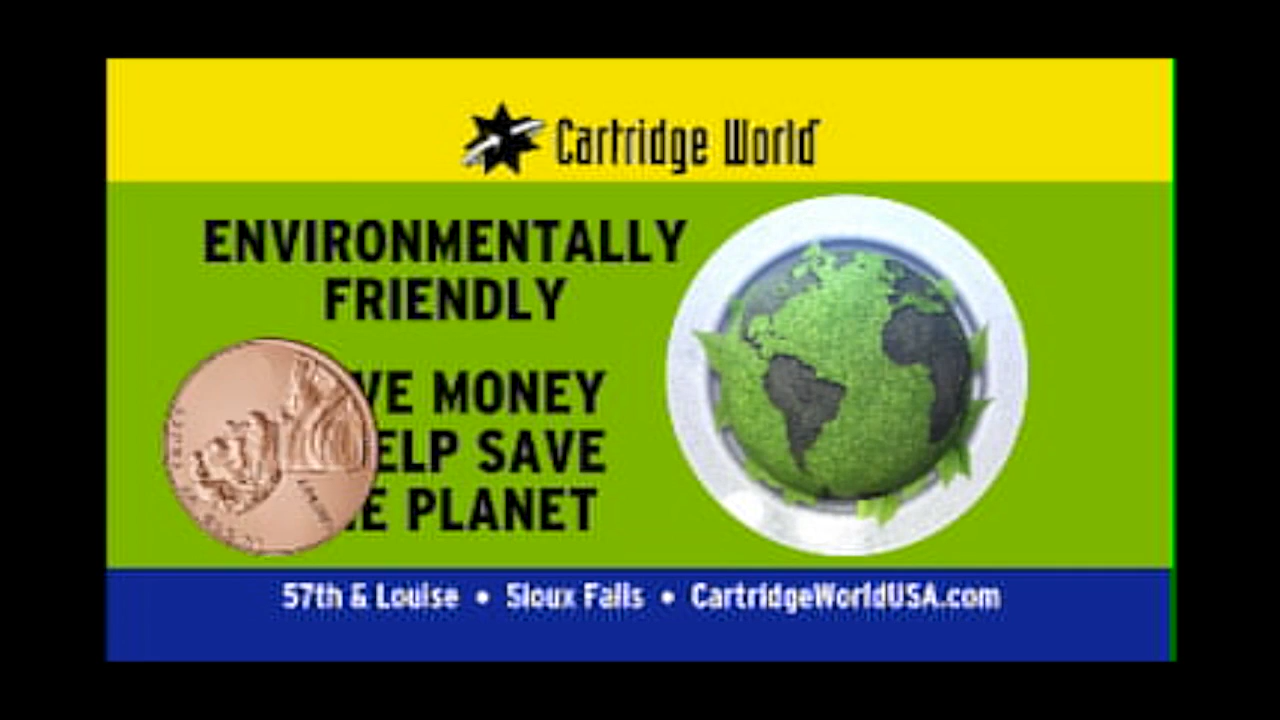 Cartridge World
ENVIRONMENTALLY
FRIENDLY
VE MONEY
ELP SAVE
E PLANET
57th & Louise • Sioux Falls • CartridgeWorldUSA.com